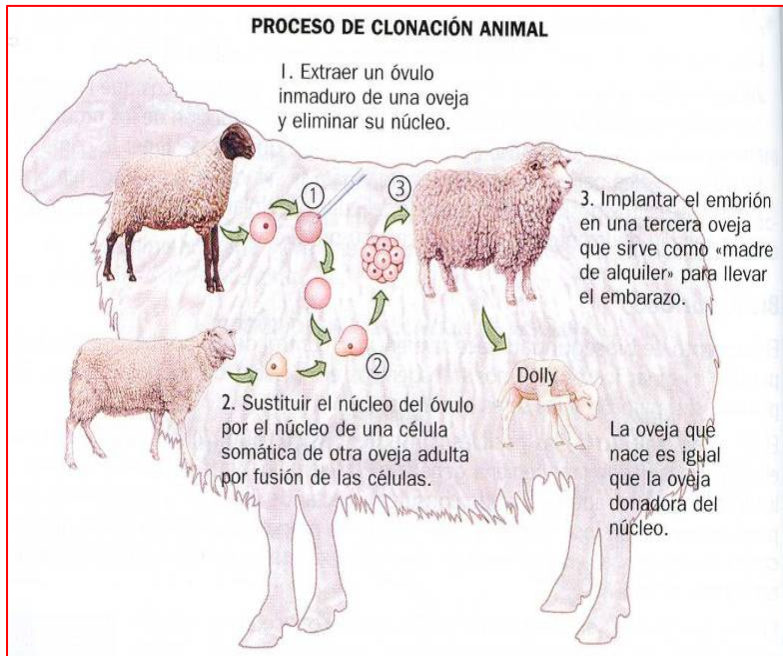 PROCESO DE CLONACIÓN ANIMAL
1. Extraer un óvulo
inmaduro de una oveja
y eliminar su núcleo.
1
3
3. Implantar el embrión
en una tercera oveja
que sirve como «madre
de alquiler» para llevar
el embarazo.
2
Dolly
2. Sustituir el núcleo del óvulo
por el núcleo de una célula
somática de otra oveja adulta
por fusión de las células.
La oveja que
nace es igual
que la oveja
donadora del
núcleo.